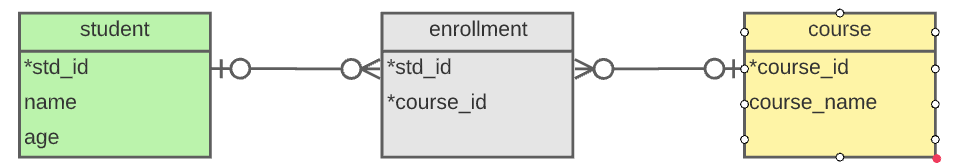 student
*std_id
name
age
enrollment
*std_id
*course_id
course
*course_id
course_name